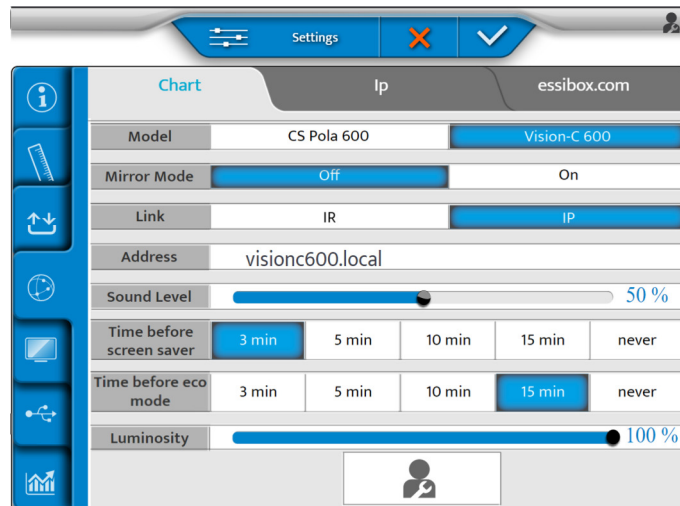 Settings
Chart Ip essibox.com
Model CS Pola 600 Vision-C 600
Mirror Mode Off On
Link IR IP
Address visionc600.local
Sound Level 50 %
Time before
screen saver 3 min 5 min 10 min 15 min never
Time before eco
mode 3 min 5 min 10 min 15 min never
Luminosity 100 %